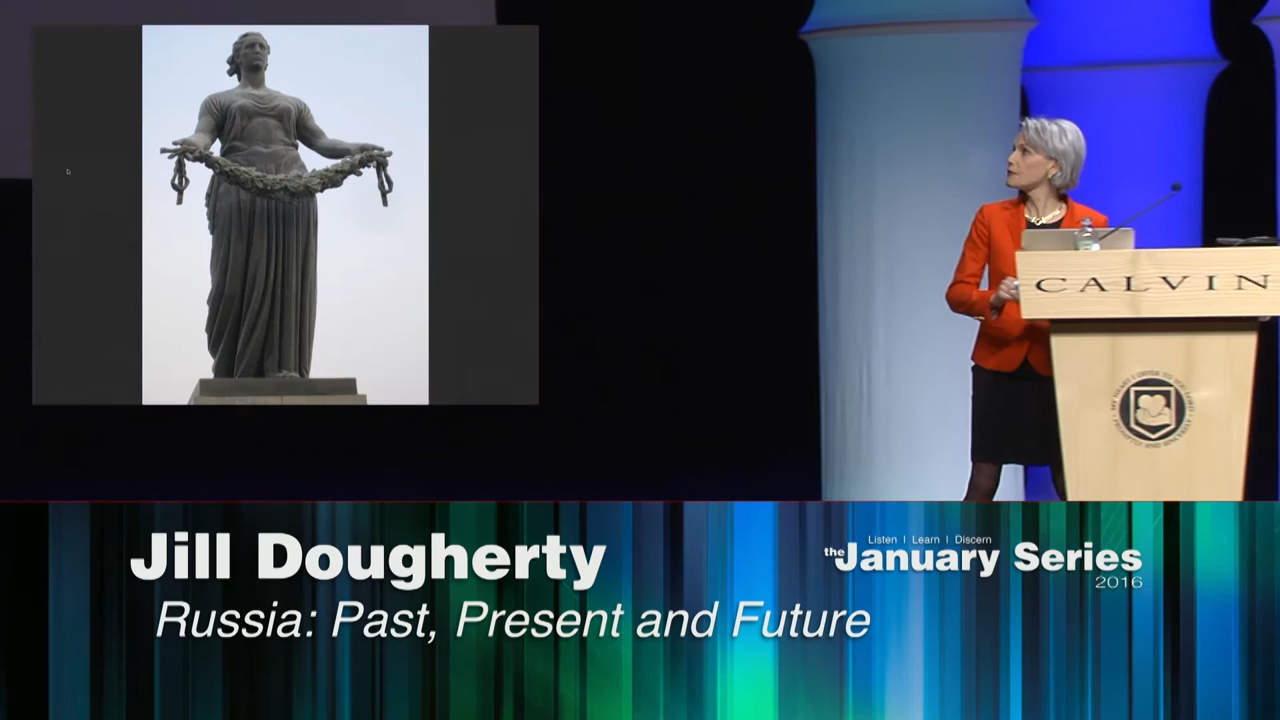 CALVIN
Jill Dougherty
Russia: Past, Present and Future
Listen | Learn | Discern
the January Series
2016